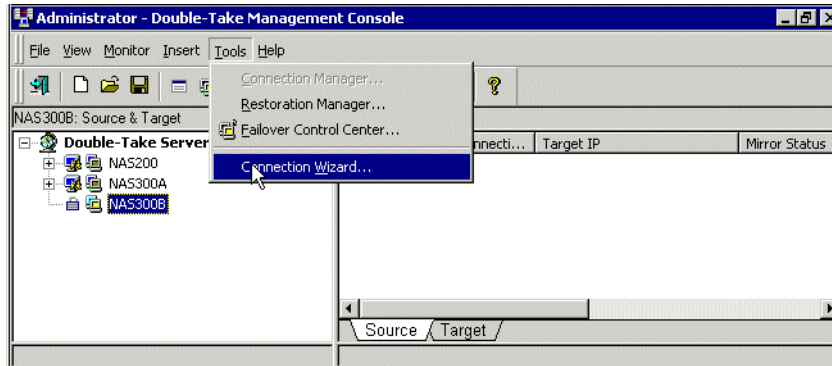 Administrator - Double-Take Management Console
File View Monitor Insert Tools Help
Connection Manager...
Restoration Manager...
Failover Control Center...
Connection Wizard...
NAS300B: Source & Target
Double-Take Server
nnecti... Target IP Mirror Status
NAS200
NAS300A
NAS300B
Source Target